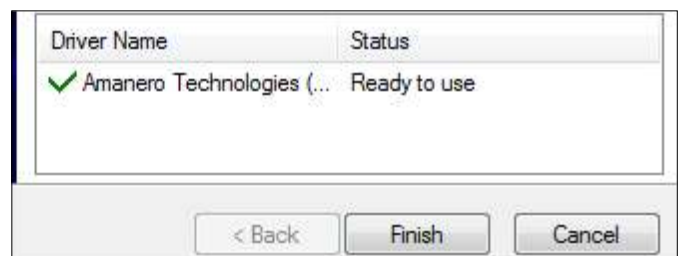 Driver Name Status
Amanero Technologies (... Ready to use
< Back Finish Cancel